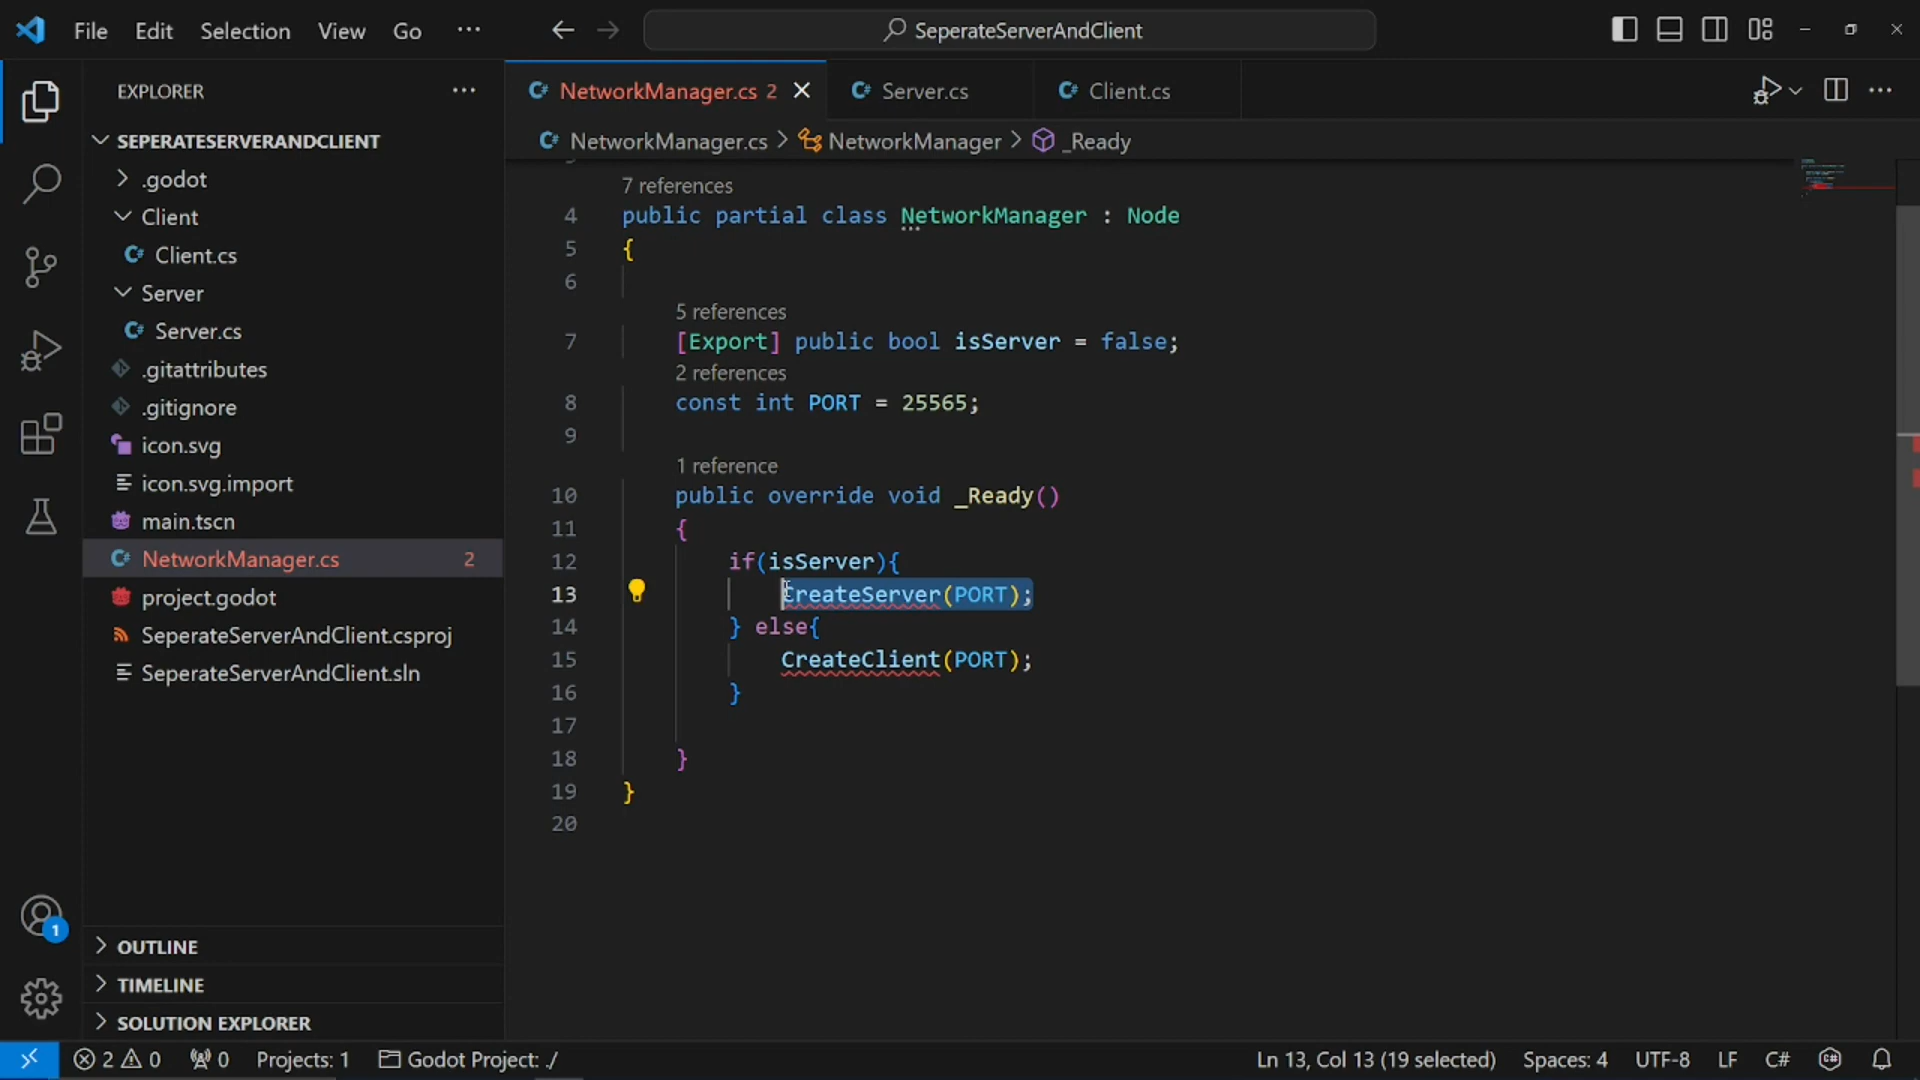 File Edit Selection View Go ··· SeperateServerAndClient
EXPLORER ···
NetworkManager.cs 2 Server.cs Client.cs
NetworkManager.cs > NetworkManager > _Ready
SEPERATESERVERANDCLIENT
.godot
Client
Client.cs
Server
Server.cs
.gitattributes
.gitignore
icon.svg
icon.svg.import
main.tscn
NetworkManager.cs 2
project.godot
SeperateServerAndClient.csproj
SeperateServerAndClient.sln
OUTLINE
TIMELINE
SOLUTION EXPLORER
1
7 references
4 public partial class NetworkManager : Node
5 {
6
5 references
7 [Export] public bool isServer = false;
2 references
8 const int PORT = 25565;
9
1 reference
10 public override void _Ready()
11 {
12 if(isServer){
13 CreateServer(PORT);
14 } else{
15 CreateClient(PORT);
16 }
17
18 }
19 }
20
2 0 0 Projects: 1 Godot Project: ./ Ln 13, Col 13 (19 selected) Spaces: 4 UTF-8 LF C#